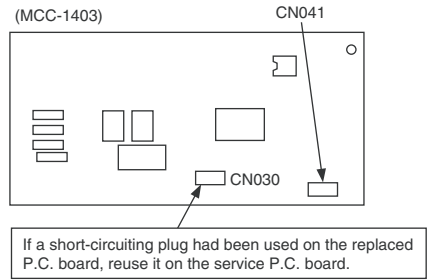 (MCC-1403)
CN041
CN030
If a short-circuiting plug had been used on the replaced
P.C. board, reuse it on the service P.C. board.